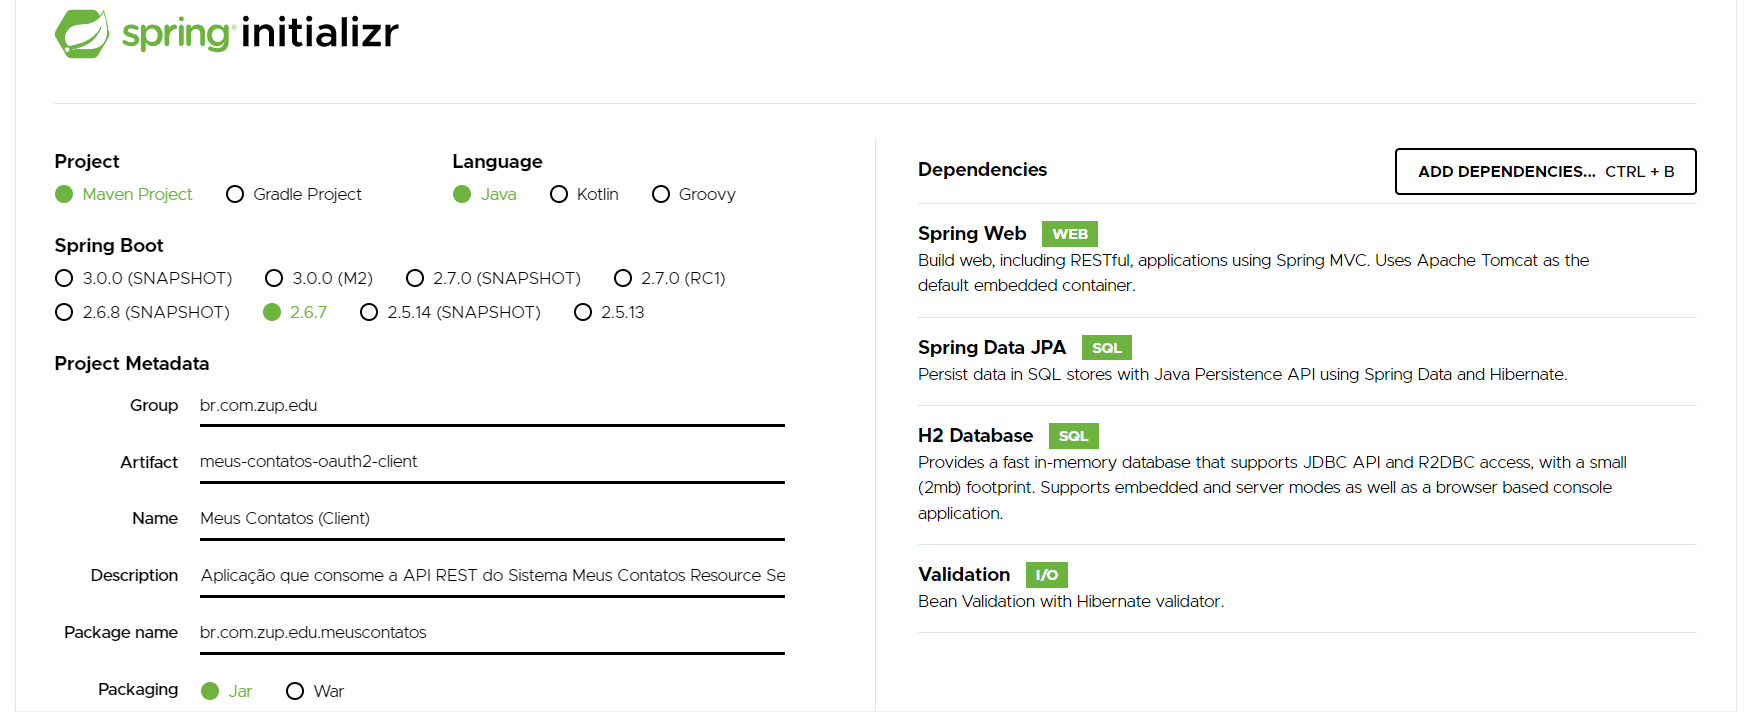 spring initializr
Project
Maven Project Gradle Project
Language
Java Kotlin Groovy
Spring Boot
3.0.0 (SNAPSHOT) 3.0.0 (M2) 2.7.0 (SNAPSHOT) 2.7.0 (RC1)
2.6.8 (SNAPSHOT) 2.6.7 2.5.14 (SNAPSHOT) 2.5.13
Project Metadata
Group br.com.zup.edu
Artifact meus-contatos-oauth2-client
Name Meus Contatos (Client)
Description Aplicação que consome a API REST do Sistema Meus Contatos Resource Se
Package name br.com.zup.edu.meuscontatos
Packaging Jar War
Dependencies
ADD DEPENDENCIES... CTRL + B
Spring Web WEB
Build web, including RESTful, applications using Spring MVC. Uses Apache Tomcat as the
default embedded container.
Spring Data JPA SQL
Persist data in SQL stores with Java Persistence API using Spring Data and Hibernate.
H2 Database SQL
Provides a fast in-memory database that supports JDBC API and R2DBC access, with a small
(2mb) footprint. Supports embedded and server modes as well as a browser based console
application.
Validation I/O
Bean Validation with Hibernate validator.